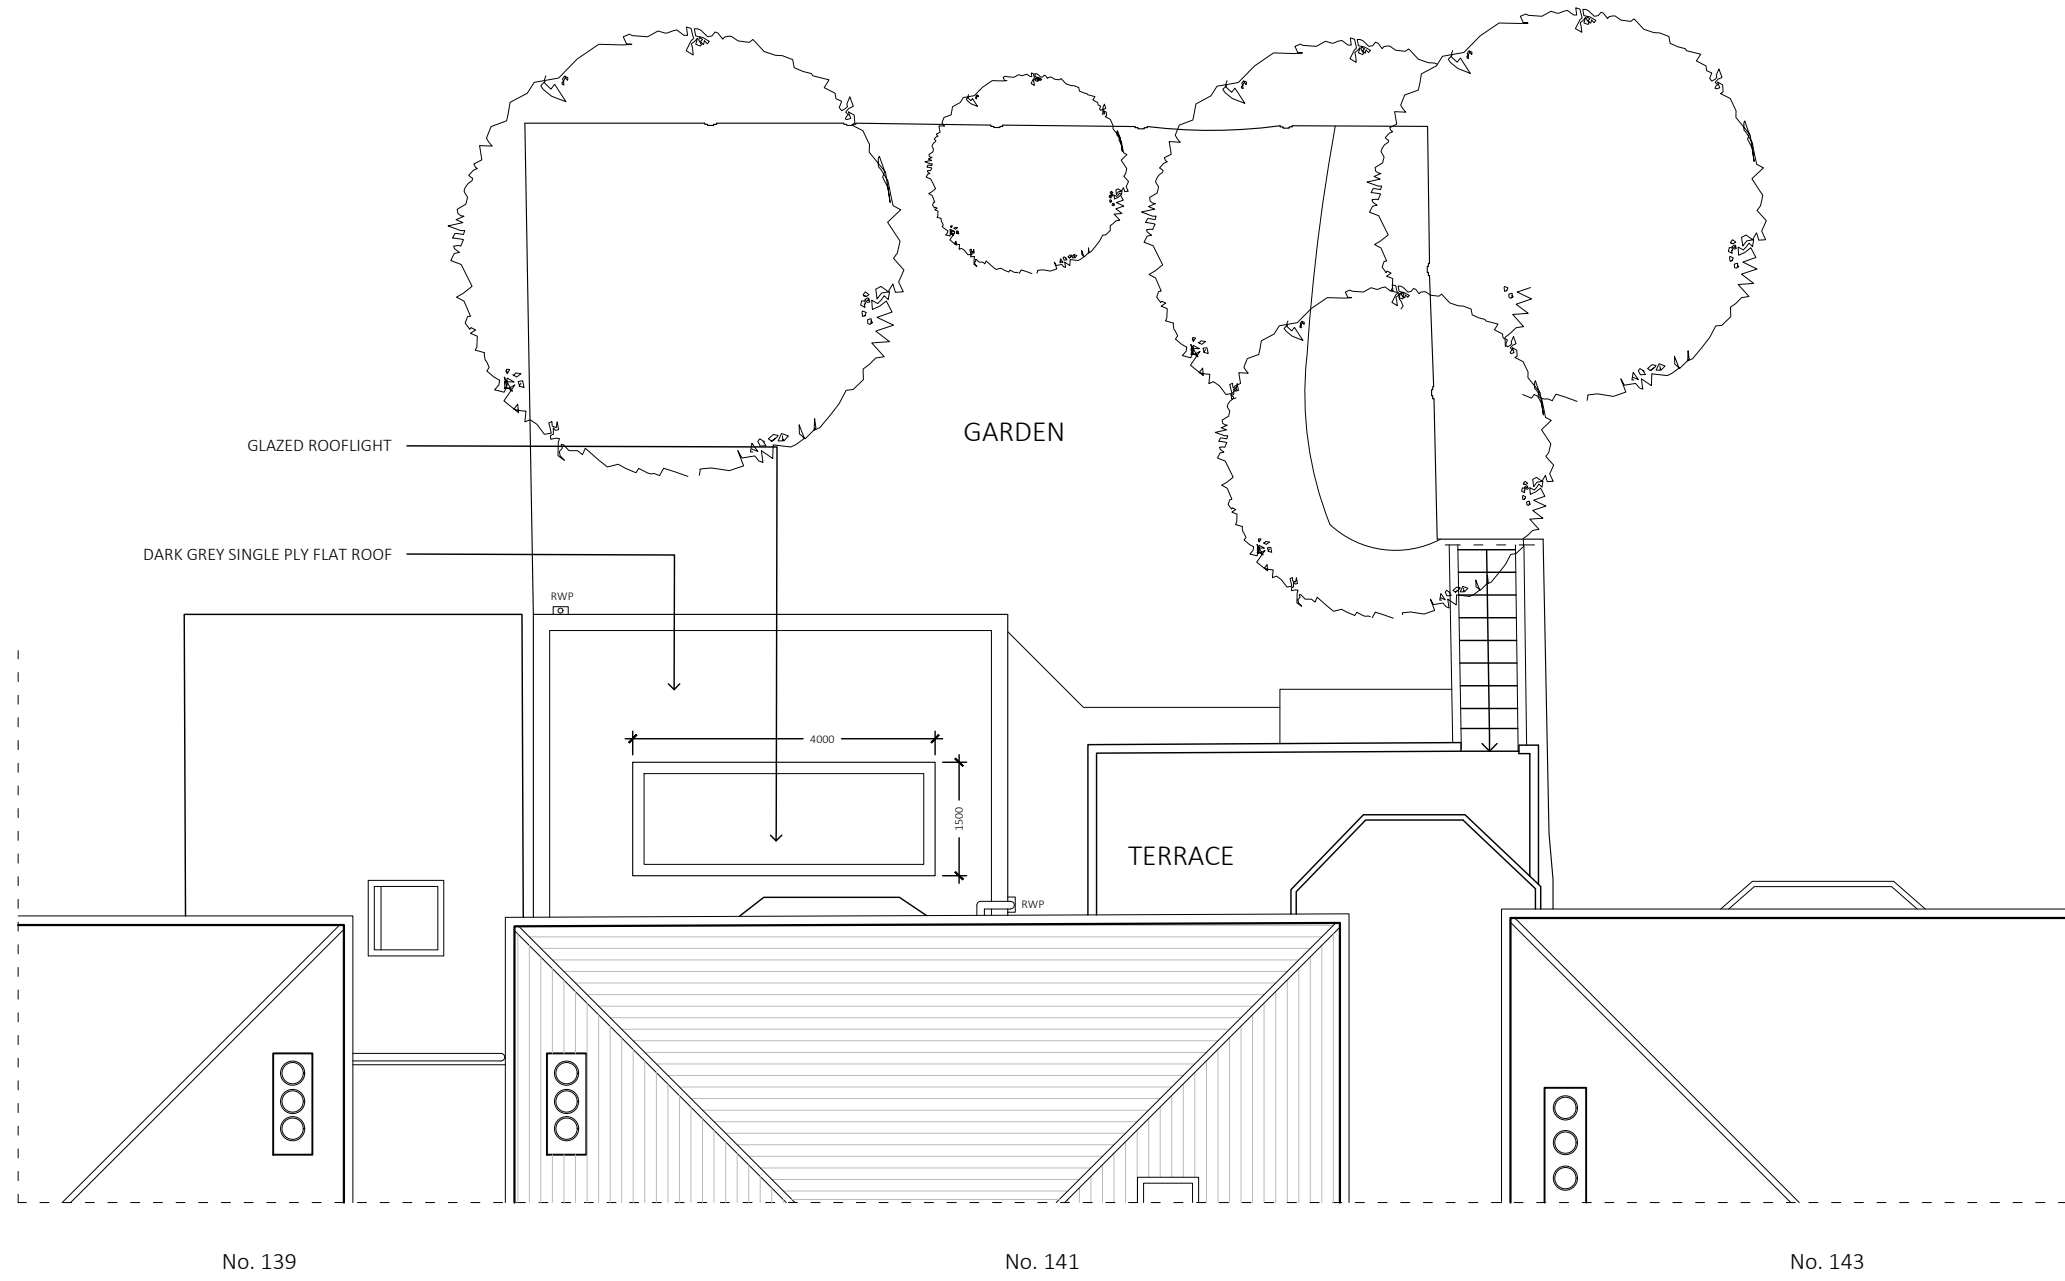 GARDEN
GLAZED ROOFLIGHT
DARK GREY SINGLE PLY FLAT ROOF
RWP
4000
1500
TERRACE
RWP
No. 139
No. 141
No. 143